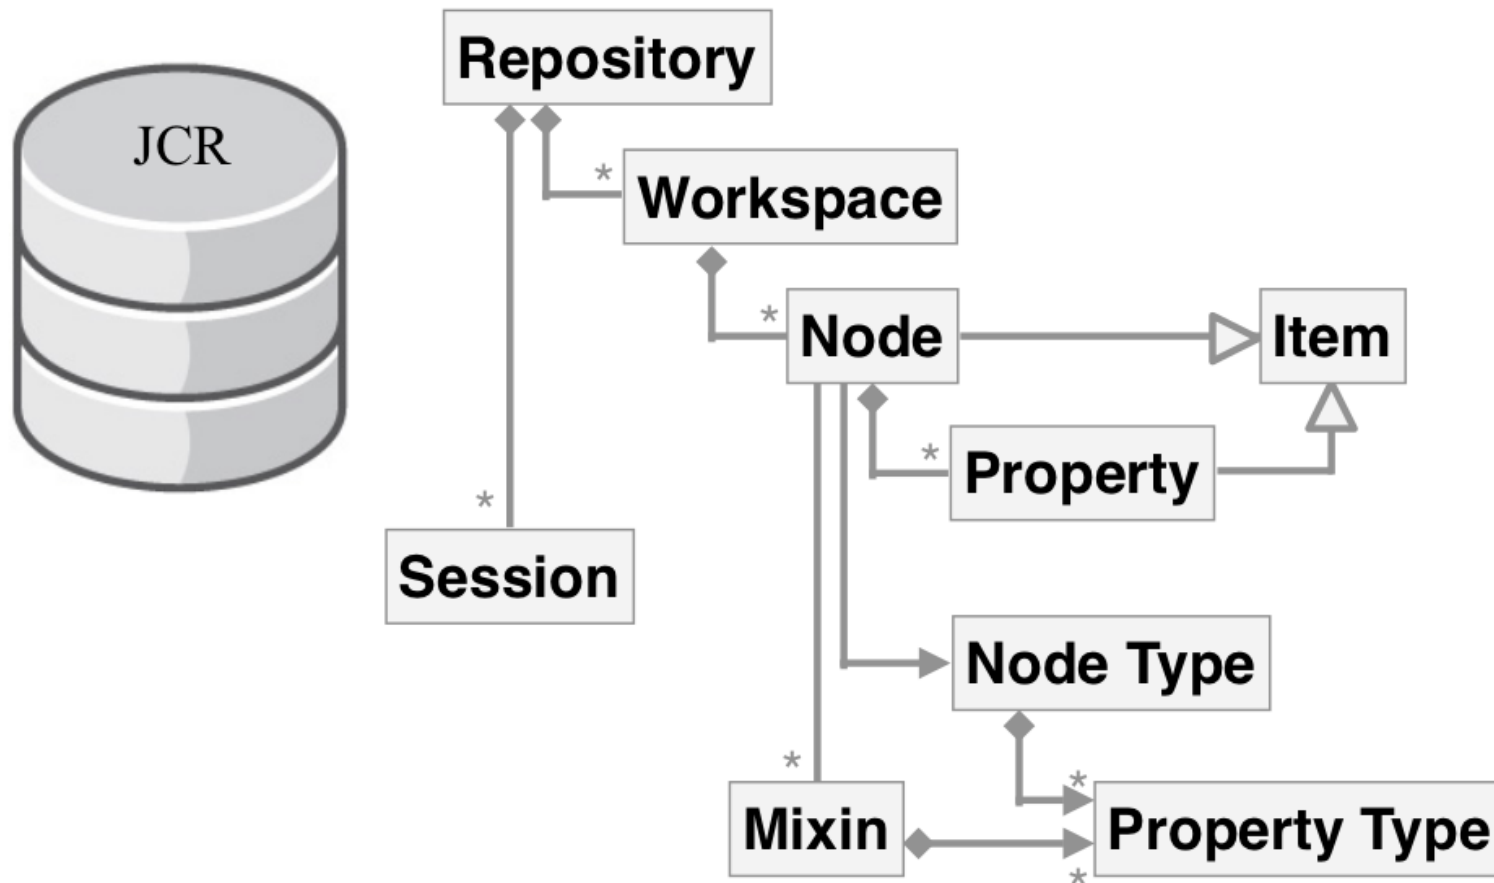 JCR
Repository
*
Workspace
*
Node
Item
*
Property
*
Session
Node Type
*
*
Mixin
Property Type
*